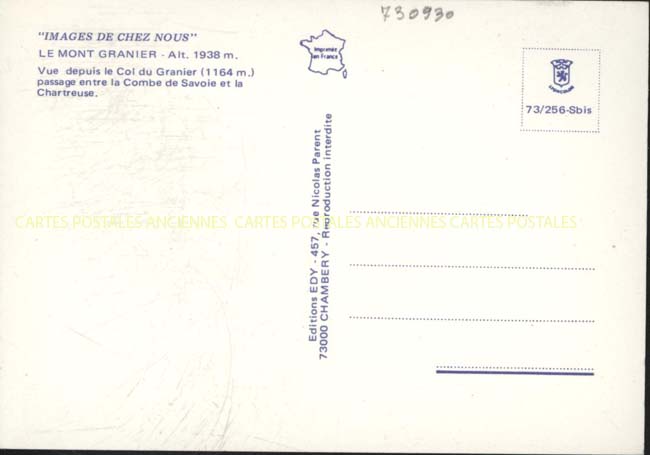 730930
"IMAGES DE CHEZ NOUS"
LE MONT GRANIER - Alt. 1938 m.
Vue depuis le Col du Granier (1164 m.)
passage entre la Combe de Savoie et la
Chartreuse.
Imprimée
en France
73/256-Sbis
Editions EDY - 457, rue Nicolas Parent
73000 CHAMBERY - Reproduction interdite
CARTES POSTALES ANCIENNES CARTES POSTALES ANCIENNES CARTES POSTALES